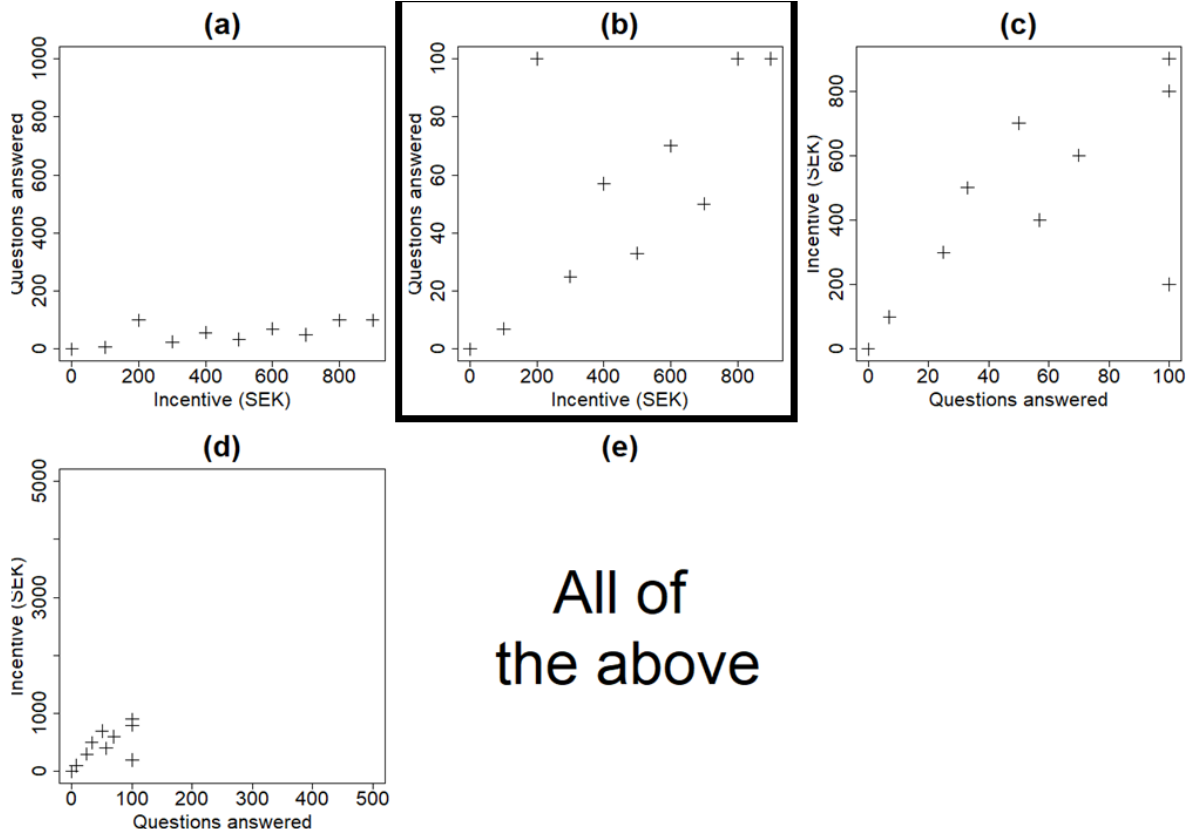 (a)
1000
800
600
400
200
0
Questions answered
0 200 400 600 800
Incentive (SEK)
(b)
100
80
60
40
20
0
Questions answered
0 200 400 600 800
Incentive (SEK)
(c)
800
600
400
200
0
Incentive (SEK)
0 20 40 60 80 100
Questions answered
(d)
5000
3000
1000
0
Incentive (SEK)
0 100 200 300 400 500
Questions answered
(e)
All of
the above